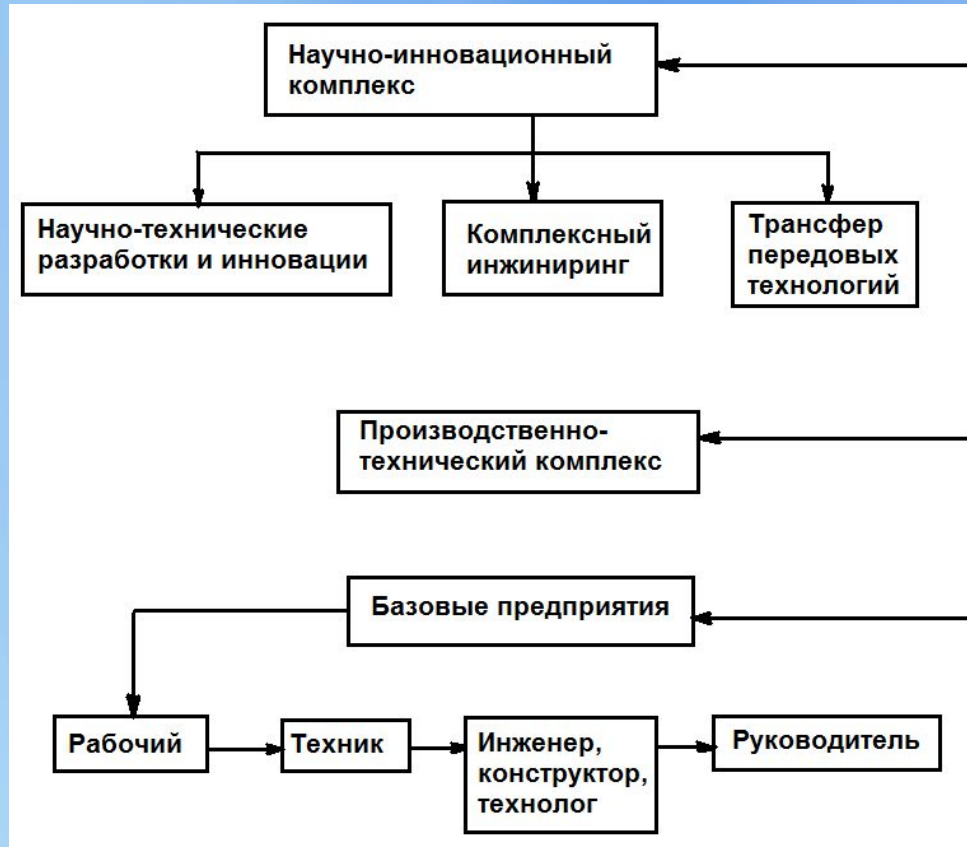 Научно-инновационный
комплекс
Научно-технические
разработки и инновации
Комплексный
инжиниринг
Трансфер
передовых
технологий
Производственно-
технический комплекс
Базовые предприятия
Рабочий
Техник
Инженер,
конструктор,
технолог
Руководитель